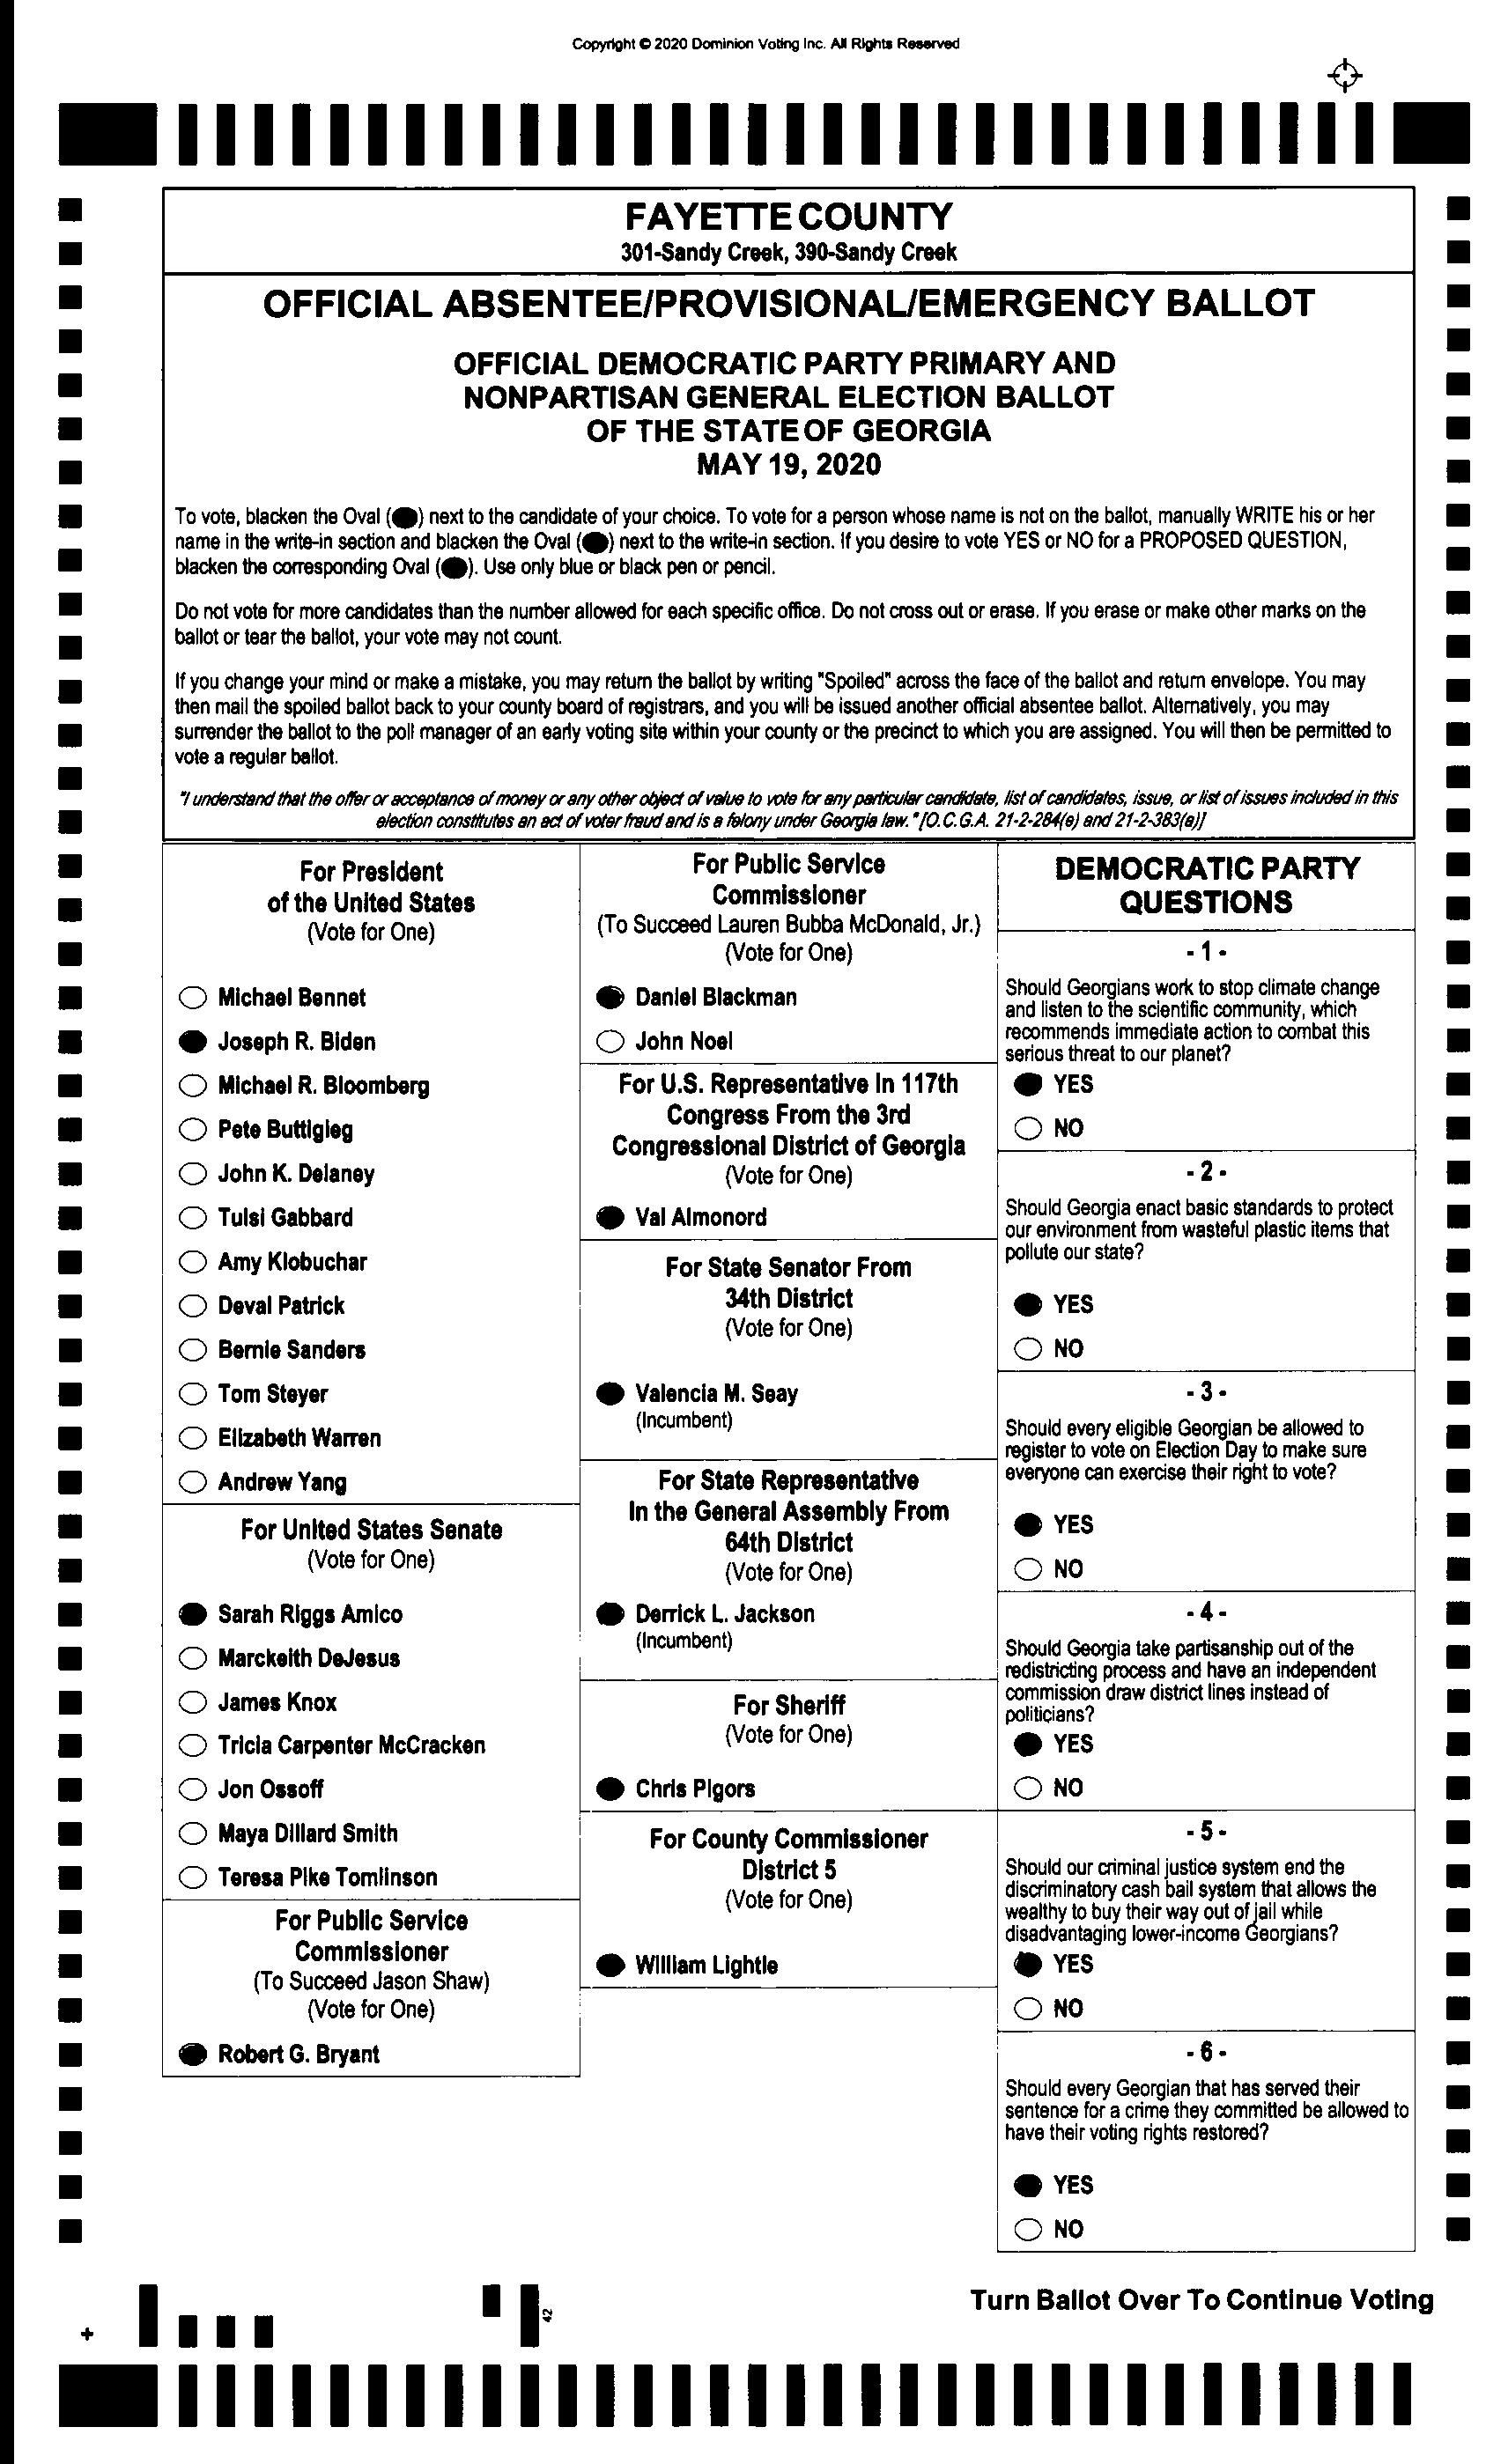 Copyright © 2020 Dominion Voting Inc. All Rights Reserved
FAYETTE COUNTY
301-Sandy Creek, 390-Sandy Creek
OFFICIAL ABSENTEE/PROVISIONAL/EMERGENCY BALLOT
OFFICIAL DEMOCRATIC PARTY PRIMARY AND
NONPARTISAN GENERAL ELECTION BALLOT
OF THE STATE OF GEORGIA
MAY 19, 2020
To vote, blacken the Oval (●) next to the candidate of your choice. To vote for a person whose name is not on the ballot, manually WRITE his or her
name in the write-in section and blacken the Oval (●) next to the write-in section. If you desire to vote YES or NO for a PROPOSED QUESTION,
blacken the corresponding Oval (●). Use only blue or black pen or pencil.
Do not vote for more candidates than the number allowed for each specific office. Do not cross out or erase. If you erase or make other marks on the
ballot or tear the ballot, your vote may not count.
If you change your mind or make a mistake, you may return the ballot by writing "Spoiled" across the face of the ballot and return envelope. You may
then mail the spoiled ballot back to your county board of registrars, and you will be issued another official absentee ballot. Alternatively, you may
surrender the ballot to the poll manager of an early voting site within your county or the precinct to which you are assigned. You will then be permitted to
vote a regular ballot.
"I understand that the offer or acceptance of money or any other object of value to vote for any particular candidate, list of candidates, issue, or list of issues included in this
election constitutes an act of voter fraud and is a felony under Georgia law." [O.C.G.A. 21-2-284(e) and 21-2-383(a)]
For President
of the United States
(Vote for One)
Michael Bennet
Joseph R. Biden
Michael R. Bloomberg
Pete Buttigieg
John K. Delaney
Tulsi Gabbard
Amy Klobuchar
Deval Patrick
Bernie Sanders
Tom Steyer
Elizabeth Warren
Andrew Yang
For United States Senate
(Vote for One)
Sarah Riggs Amico
Marckeith DeJesus
James Knox
Tricia Carpenter McCracken
Jon Ossoff
Maya Dillard Smith
Teresa Pike Tomlinson
For Public Service
Commissioner
(To Succeed Jason Shaw)
(Vote for One)
Robert G. Bryant
For Public Service
Commissioner
(To Succeed Lauren Bubba McDonald, Jr.)
(Vote for One)
Daniel Blackman
John Noel
For U.S. Representative in 117th
Congress From the 3rd
Congressional District of Georgia
(Vote for One)
Val Almonord
For State Senator From
34th District
(Vote for One)
Valencia M. Seay
(Incumbent)
For State Representative
In the General Assembly From
64th District
(Vote for One)
Derrick L. Jackson
(Incumbent)
For Sheriff
(Vote for One)
Chris Pigors
For County Commissioner
District 5
(Vote for One)
William Lightle
DEMOCRATIC PARTY
QUESTIONS
- 1 -
Should Georgians work to stop climate change
and listen to the scientific community, which
recommends immediate action to combat this
serious threat to our planet?
YES
NO
- 2 -
Should Georgia enact basic standards to protect
our environment from wasteful plastic items that
pollute our state?
YES
NO
- 3 -
Should every eligible Georgian be allowed to
register to vote on Election Day to make sure
everyone can exercise their right to vote?
YES
NO
- 4 -
Should Georgia take partisanship out of the
redistricting process and have an independent
commission draw district lines instead of
politicians?
YES
NO
- 5 -
Should our criminal justice system end the
discriminatory cash bail system that allows the
wealthy to buy their way out of jail while
disadvantaging lower-income Georgians?
YES
NO
- 6 -
Should every Georgian that has served their
sentence for a crime they committed be allowed to
have their voting rights restored?
YES
NO
Turn Ballot Over To Continue Voting
42
+